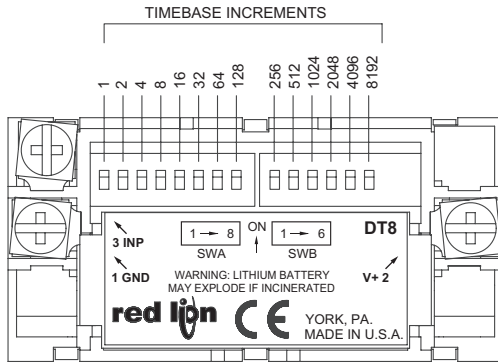 TIMEBASE INCREMENTS
1 2 4 8 16 32 64 128 256 512 1024 2048 4096 8192
3 INP 1 → 8 ON 1 → 6 DT8
SWA SWB
1 GND V+ 2
WARNING: LITHIUM BATTERY
MAY EXPLODE IF INCINERATED
red lion CE YORK, PA.
MADE IN U.S.A.